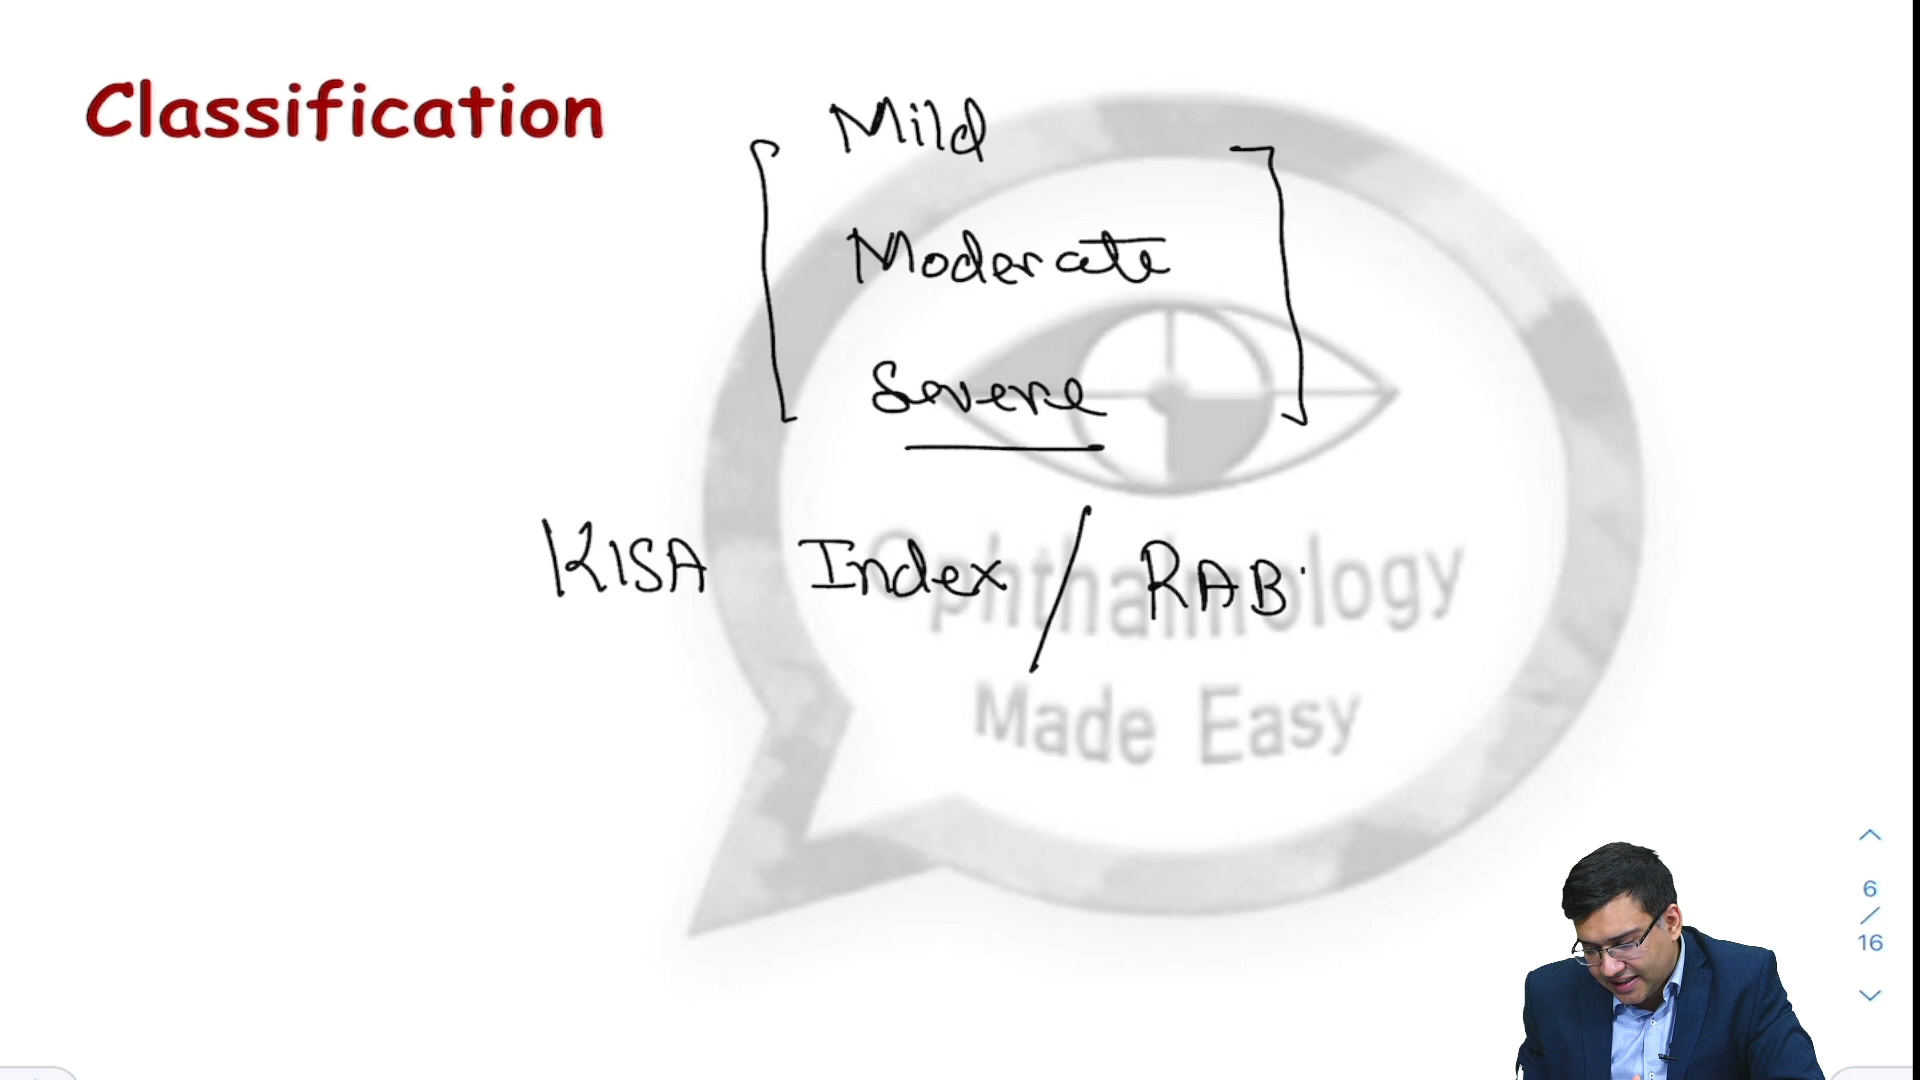 Classification
Mild
Moderate
Severe
KISA Index / RAB
Ophthalmology
Made Easy
6
/
16